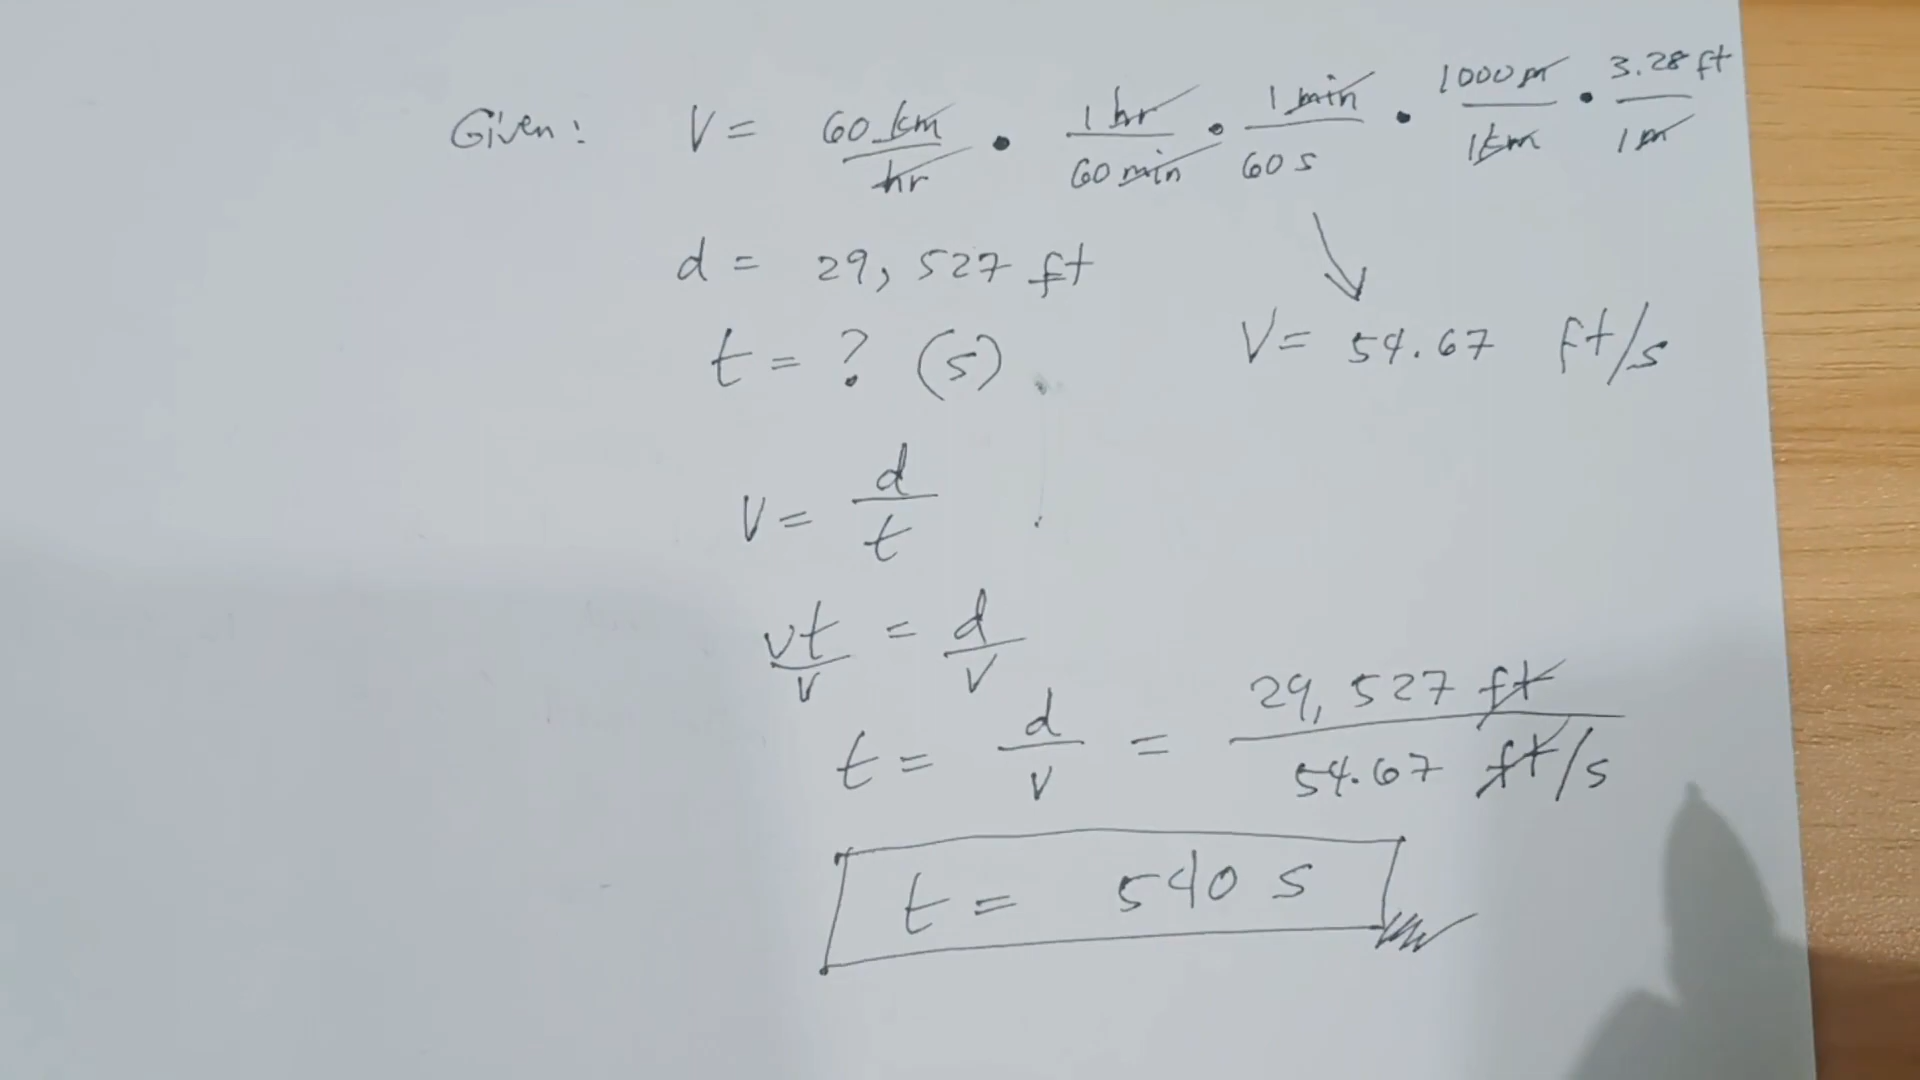 Given: V = 60 km/hr • 1 hr/60 min • 1 min/60 s • 1000 m/1 km • 3.28 ft/1 m
d = 29,527 ft
t = ? (s)
V = 54.67 ft/s
V = d/t
vt/v = d/v
t = d/v = 29,527 ft/54.67 ft/s
t = 540 s